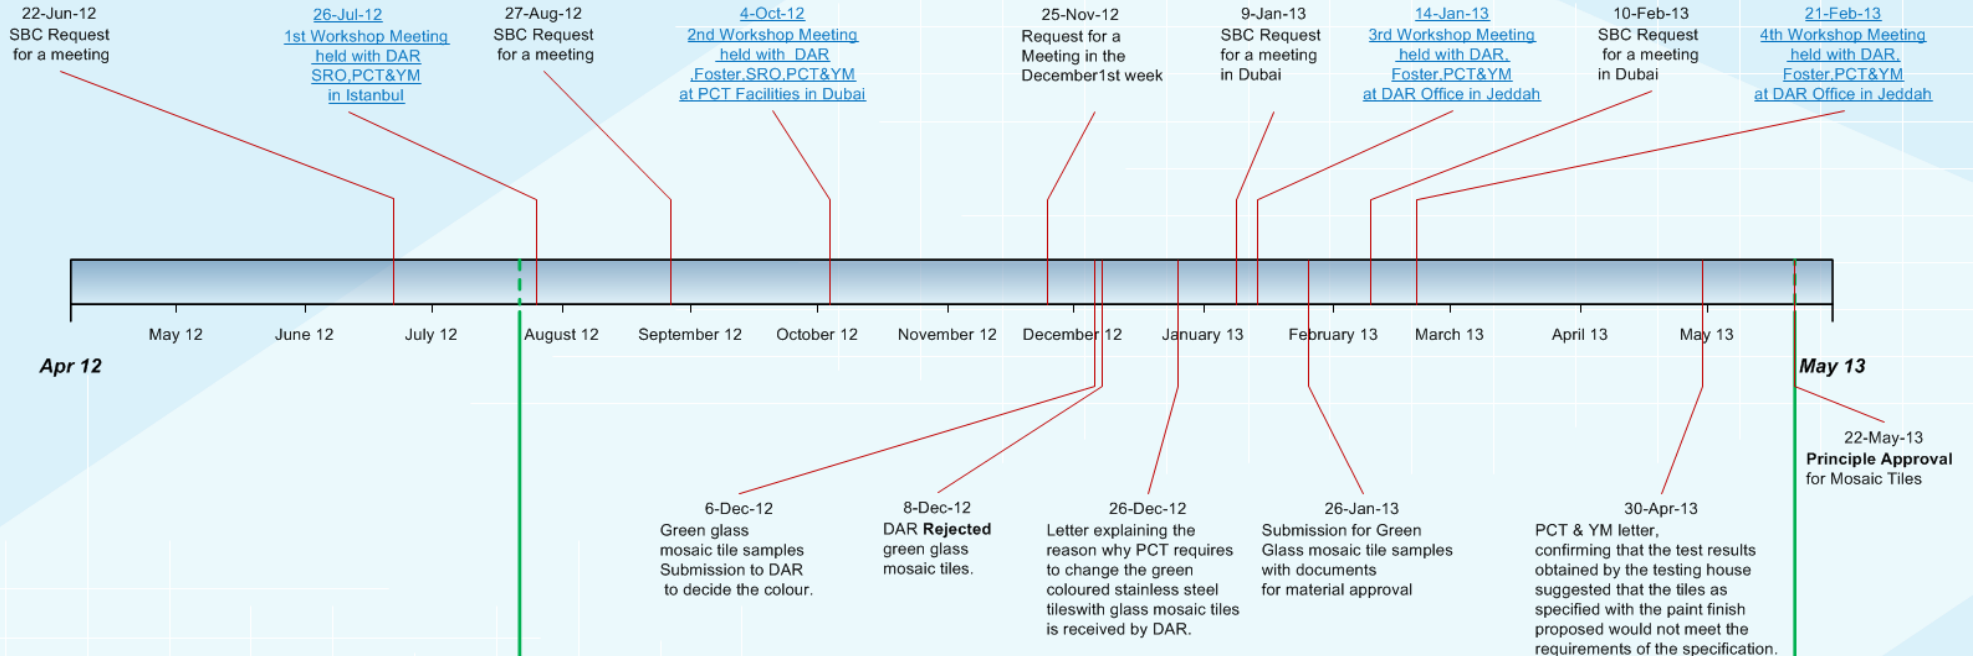 22-Jun-12
SBC Request
for a meeting
26-Jul-12
1st Workshop Meeting
held with DAR
SRO,PCT&YM
in Istanbul
27-Aug-12
SBC Request
for a meeting
4-Oct-12
2nd Workshop Meeting
held with DAR
,Foster,SRO,PCT&YM
at PCT Facilities in Dubai
25-Nov-12
Request for a
Meeting in the
December1st week
9-Jan-13
SBC Request
for a meeting
in Dubai
14-Jan-13
3rd Workshop Meeting
held with DAR,
Foster,PCT&YM
at DAR Office in Jeddah
10-Feb-13
SBC Request
for a meeting
in Dubai
21-Feb-13
4th Workshop Meeting
held with DAR,
Foster,PCT&YM
at DAR Office in Jeddah
May 12
June 12
July 12
August 12
September 12
October 12
November 12
December 12
January 13
February 13
March 13
April 13
May 13
Apr 12
May 13
6-Dec-12
Green glass
mosaic tile samples
Submission to DAR
to decide the colour.
8-Dec-12
DAR Rejected
green glass
mosaic tiles.
26-Dec-12
Letter explaining the
reason why PCT requires
to change the green
coloured stainless steel
tileswith glass mosaic tiles
is received by DAR.
26-Jan-13
Submission for Green
Glass mosaic tile samples
with documents
for material approval
30-Apr-13
PCT & YM letter,
confirming that the test results
obtained by the testing house
suggested that the tiles as
specified with the paint finish
proposed would not meet the
requirements of the specification.
22-May-13
Principle Approval
for Mosaic Tiles